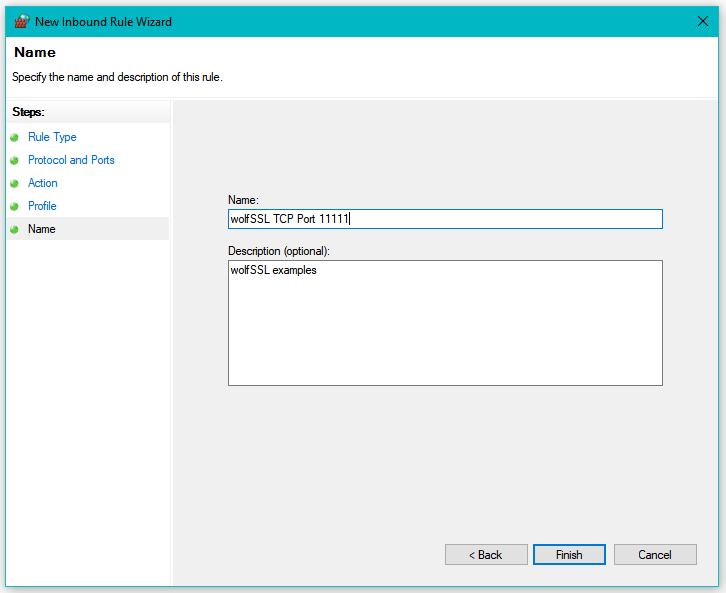 New Inbound Rule Wizard
Name
Specify the name and description of this rule.
Steps:
Rule Type
Protocol and Ports
Action
Profile
Name
Name:
wolfSSL TCP Port 11111
Description (optional):
wolfSSL examples
< Back
Finish
Cancel